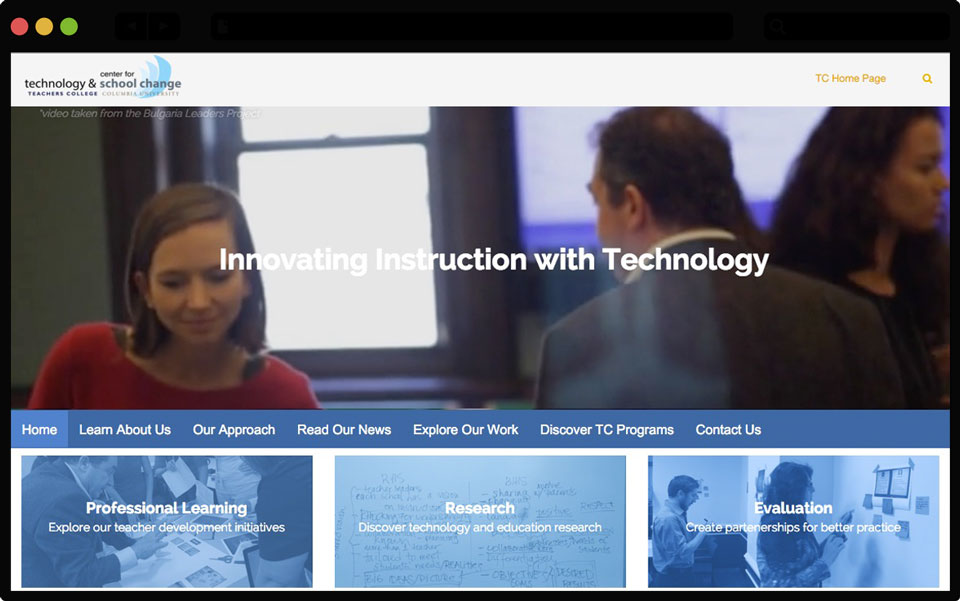 center for
technology & school change
TEACHERS COLLEGE COLUMBIA UNIVERSITY
TC Home Page
*video taken from the Bulgaria Leaders Project
Innovating Instruction with Technology
Home Learn About Us Our Approach Read Our News Explore Our Work Discover TC Programs Contact Us
Professional Learning
Explore our teacher development initiatives
Research
Discover technology and education research
Evaluation
Create partenerships for better practice